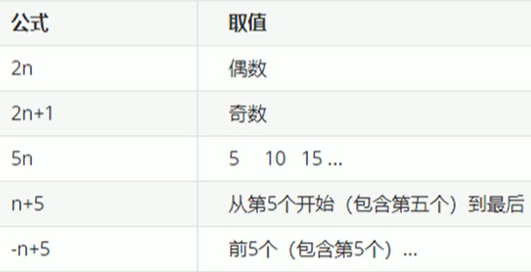 公式 取值
2n 偶数
2n+1 奇数
5n 5 10 15 ...
n+5 从第5个开始（包含第五个）到最后
-n+5 前5个（包含第5个）...